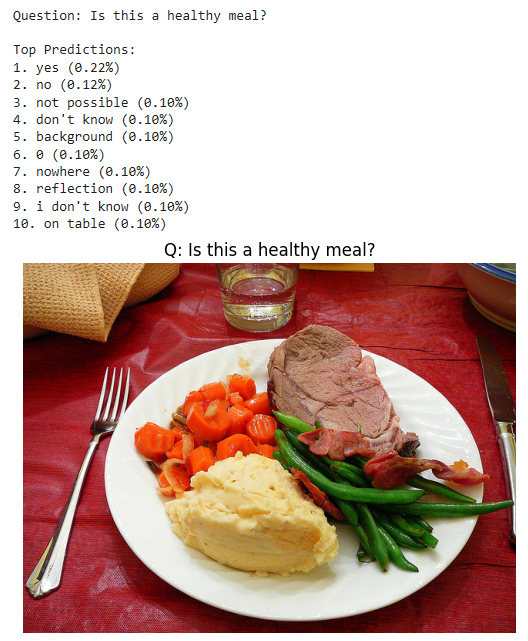 Question: Is this a healthy meal?
Top Predictions:
1. yes (0.22%)
2. no (0.12%)
3. not possible (0.10%)
4. don't know (0.10%)
5. background (0.10%)
6. 0 (0.10%)
7. nowhere (0.10%)
8. reflection (0.10%)
9. i don't know (0.10%)
10. on table (0.10%)
Q: Is this a healthy meal?